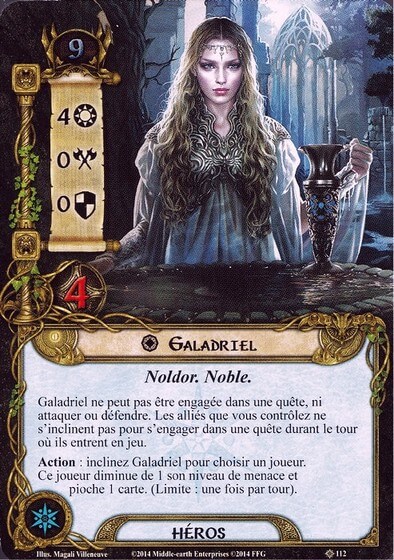 9
4
0
0
4
GALADRIEL
Noldor. Noble.
Galadriel ne peut pas être engagée dans une quête, ni
attaquer ou défendre. Les alliés que vous contrôlez ne
s’inclinent pas pour s’engager dans une quête durant le tour
où ils entrent en jeu.
Action : inclinez Galadriel pour choisir un joueur.
Ce joueur diminue de 1 son niveau de menace et
pioche 1 carte. (Limite : une fois par tour).
HÉROS
Illus. Magali Villeneuve ©2014 Middle-earth Enterprises ©2014 FFG 112